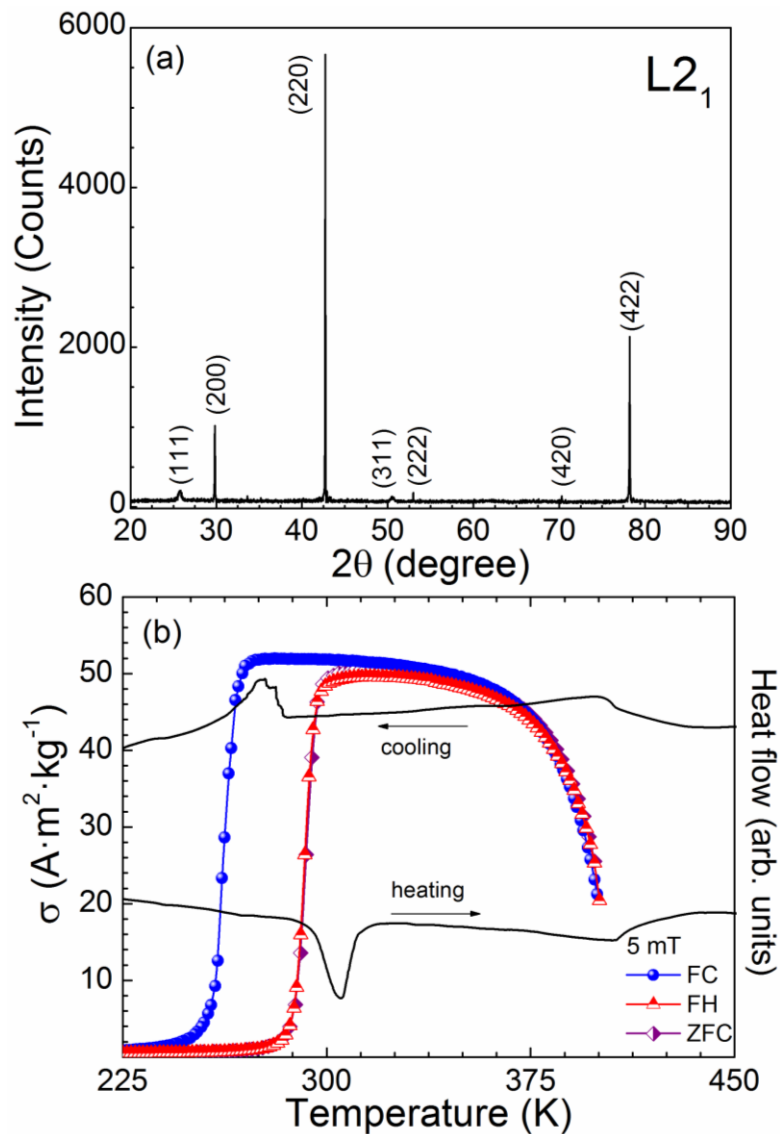 (a)
L2₁
6000
4000
2000
0
Intensity (Counts)
(111)
(200)
(220)
(311)
(222)
(420)
(422)
20 30 40 50 60 70 80 90
2θ (degree)
(b)
60
50
40
30
20
10
σ (A·m²·kg⁻¹)
Heat flow (arb. units)
cooling
heating
5 mT
FC
FH
ZFC
225 300 375 450
Temperature (K)